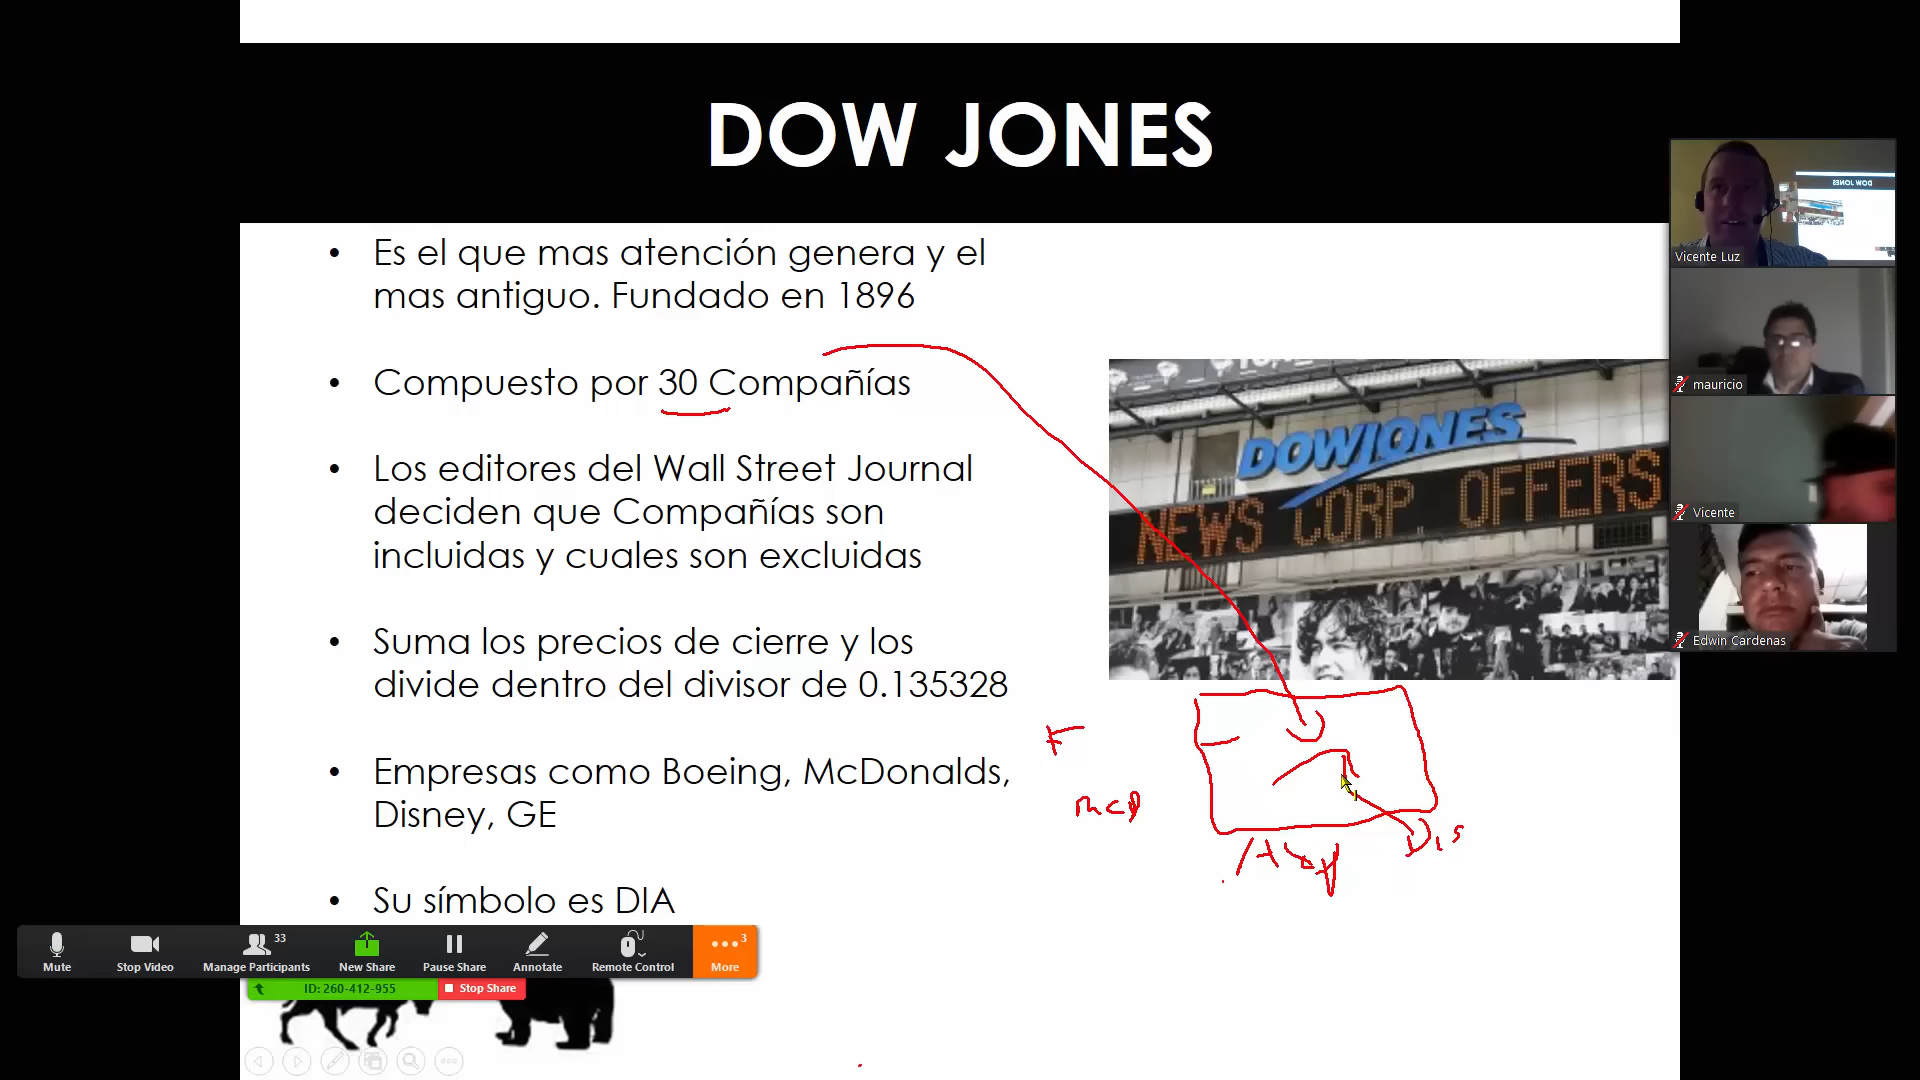 DOW JONES
• Es el que mas atención genera y el
mas antiguo. Fundado en 1896
• Compuesto por 30 Compañías
• Los editores del Wall Street Journal
deciden que Compañías son
incluidas y cuales son excluidas
• Suma los precios de cierre y los
divide dentro del divisor de 0.135328
• Empresas como Boeing, McDonalds,
Disney, GE
• Su símbolo es DIA
DOWJONES
NEWS CORP OFFERS
F
mcD
Dis
DOW JONES
Vicente Luz
mauricio
Vicente
Edwin Cardenas
33
3
Mute
Stop Video
Manage Participants
New Share
Pause Share
Annotate
Remote Control
More
ID: 260-412-955
Stop Share